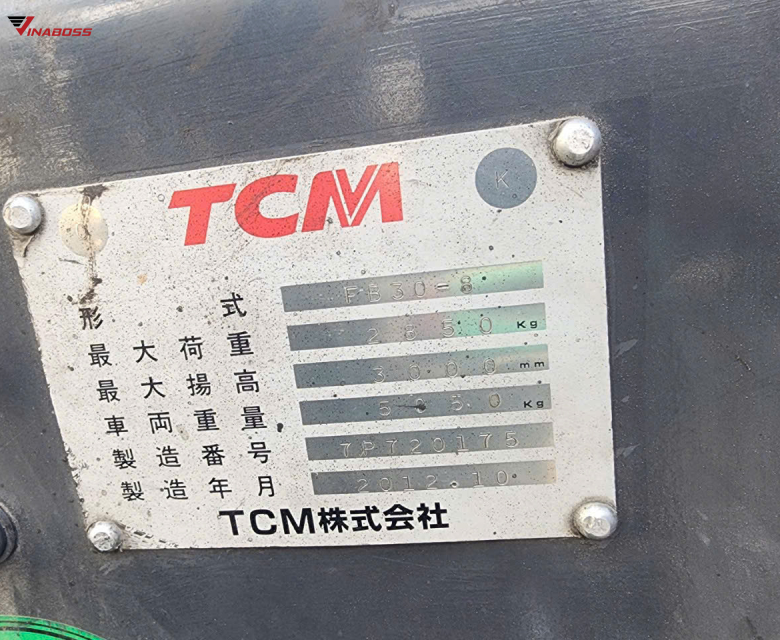 VINABOSS
TCM
K
形式 FB30-8
最大荷重 2850 Kg
最大揚高 3000 mm
車両重量 Kg
製造番号 7P720175
製造年月 2012.10
TCM株式会社